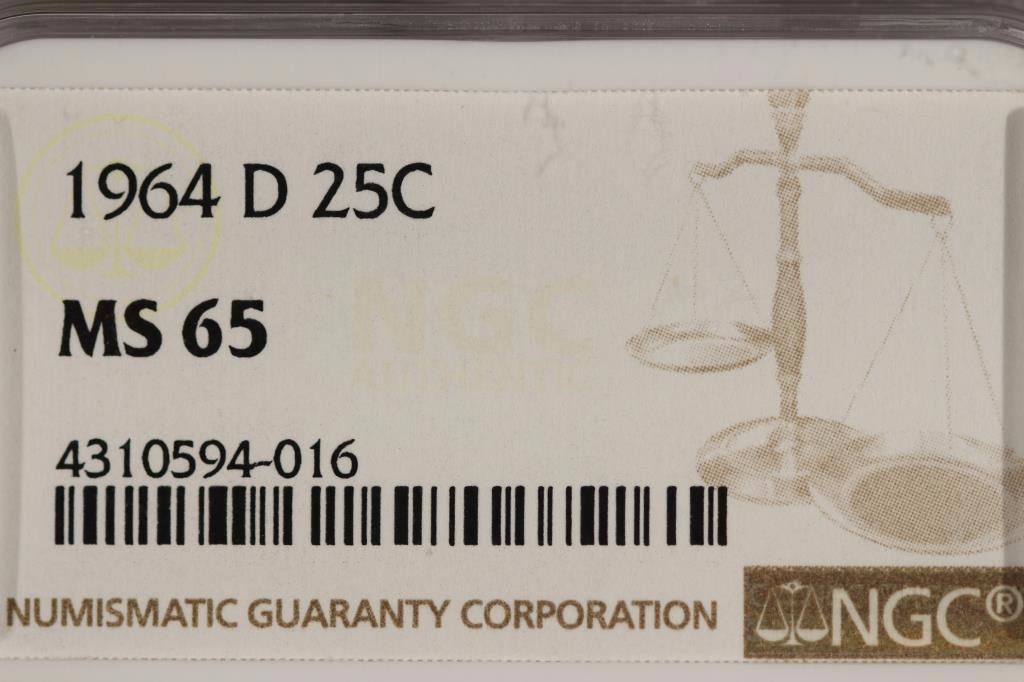 1964 D 25C
MS 65
NGC
AUTHENTIC
4310594-016
NUMISMATIC GUARANTY CORPORATION
NGC®